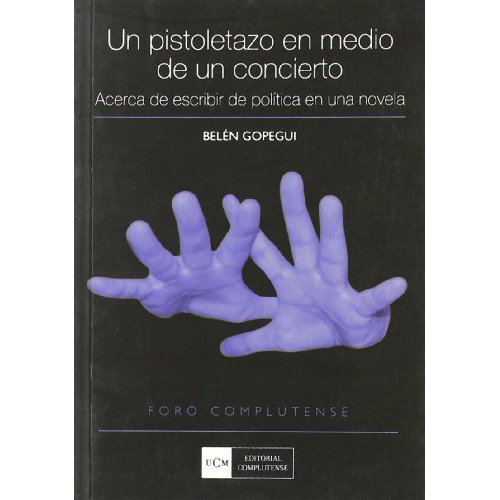 Un pistoletazo en medio
de un concierto
Acerca de escribir de política en una novela
BELÉN GOPEGUI
FORO COMPLUTENSE
UCM
EDITORIAL
COMPLUTENSE